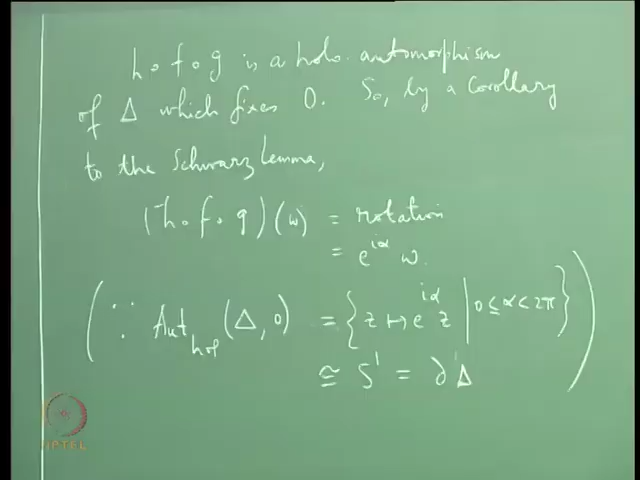 h∘f∘g is a holo. automorphism
of Δ which fixes 0. So, by a Corollary
to the Schwarz Lemma,
(h∘f∘g)(w) = rotation
= e^{iα} w.
(∵ Aut_{hol}(Δ, 0) = {z ↦ e^{iα} z | 0 ≤ α < 2π}
≅ S¹ = ∂Δ)
NPTEL